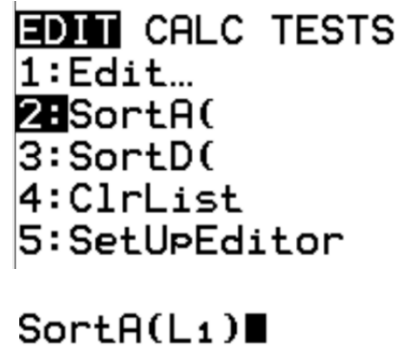 EDIT CALC TESTS
1:Edit…
2:SortA(
3:SortD(
4:ClrList
5:SetUpEditor
SortA(L₁)